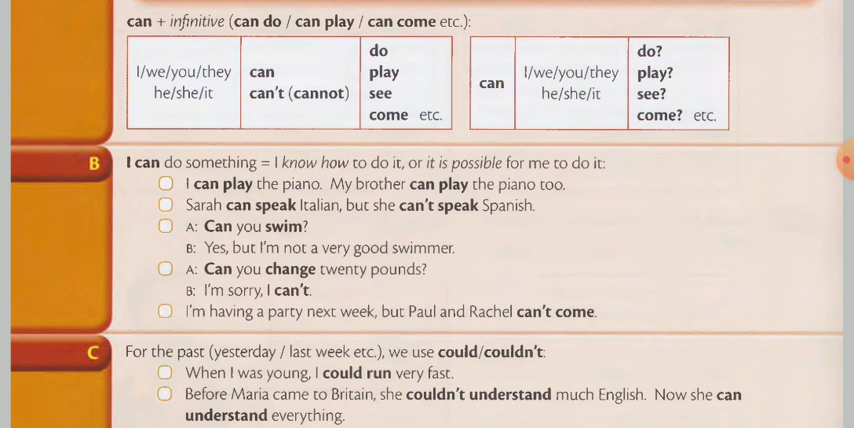 can + infinitive (can do / can play / can come etc.):
I/we/you/they
he/she/it
can
can't (cannot)
do
play
see
come etc.
can
I/we/you/they
he/she/it
do?
play?
see?
come? etc.
B
I can do something = I know how to do it, or it is possible for me to do it:
I can play the piano. My brother can play the piano too.
Sarah can speak Italian, but she can't speak Spanish.
A: Can you swim?
B: Yes, but I'm not a very good swimmer.
A: Can you change twenty pounds?
B: I'm sorry, I can't.
I'm having a party next week, but Paul and Rachel can't come.
C
For the past (yesterday / last week etc.), we use could/couldn't:
When I was young, I could run very fast.
Before Maria came to Britain, she couldn't understand much English. Now she can
understand everything.